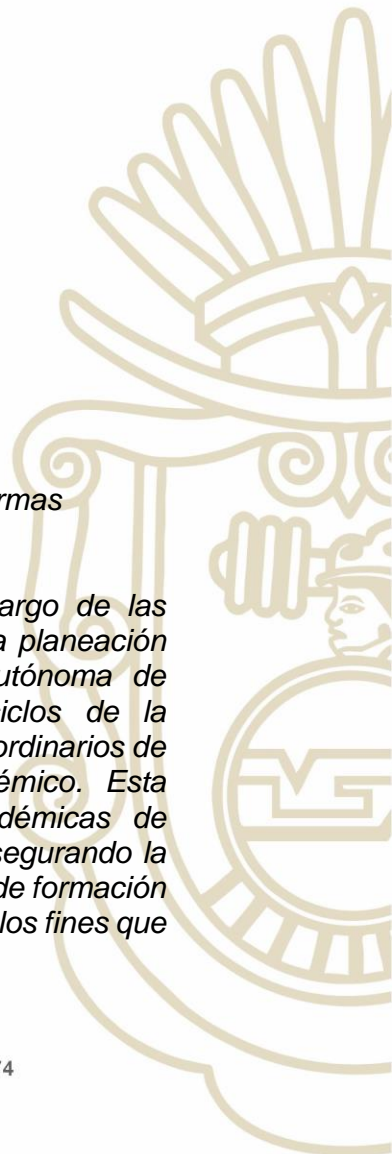 rmas
argo de las
a planeación
utónoma de
iclos de la
ordinarios de
émico. Esta
démicas de
segurando la
de formación
los fines que
74